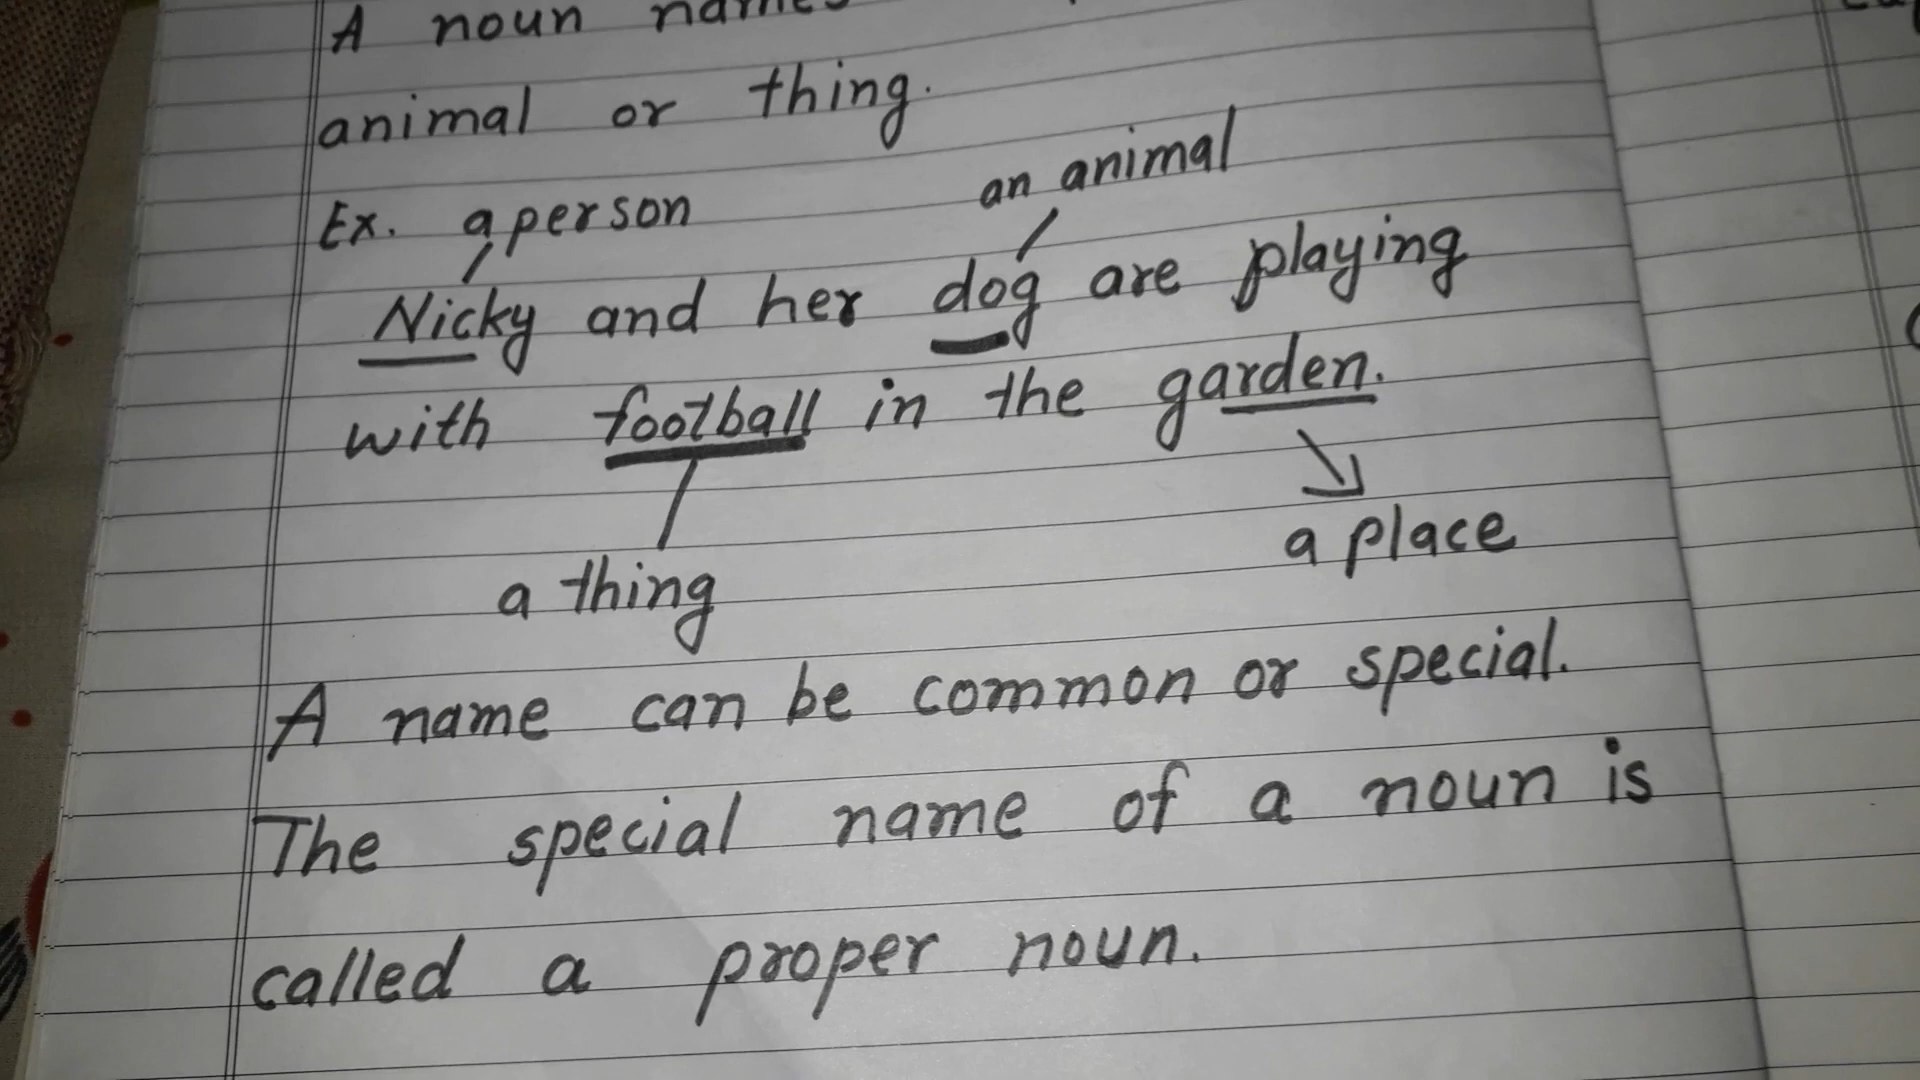 A noun names
animal or thing.
an animal
Ex. a person
Nicky and her dog are playing
with football in the garden.
a place
a thing
A name can be common or special.
The special name of a noun is
called a proper noun.